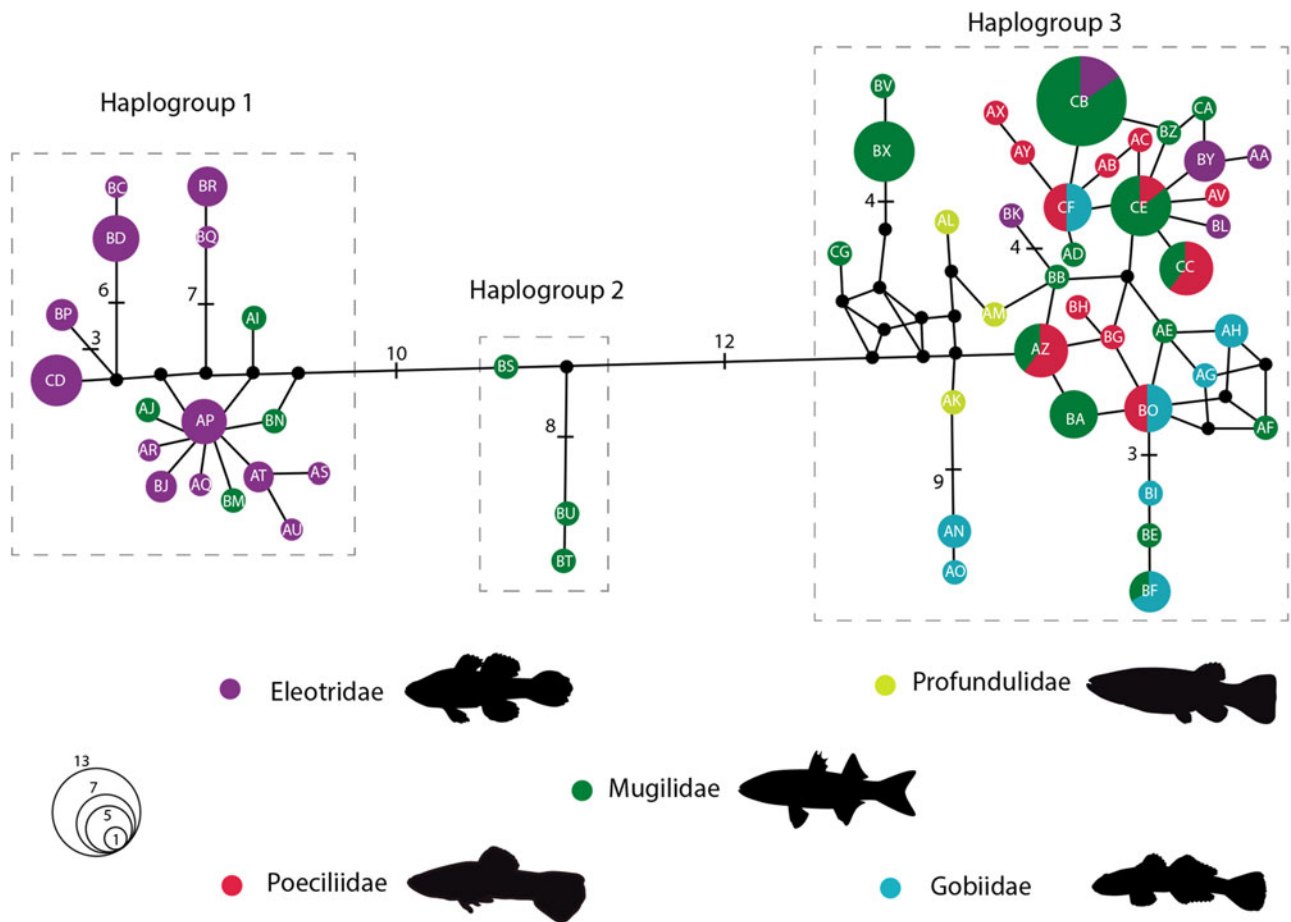 Haplogroup 3
Haplogroup 1
Haplogroup 2
BV
BX
4
CG
AL
AM
AK
9
AN
AO
CB
AX
AY
AB
AC
BZ
CA
BY
AA
CF
CE
AV
BL
AD
CC
BK
4
BB
BH
BG
AZ
BA
AE
AH
AG
BO
AF
3
BI
BE
BF
BC
BD
6
BR
BQ
7
BP
3
CD
AI
AJ
AP
BN
AR
BJ
AQ
BM
AT
AS
AU
10
BS
8
BU
BT
12
Eleotridae
Profundulidae
Mugilidae
Poeciliidae
Gobiidae
13
7
5
1